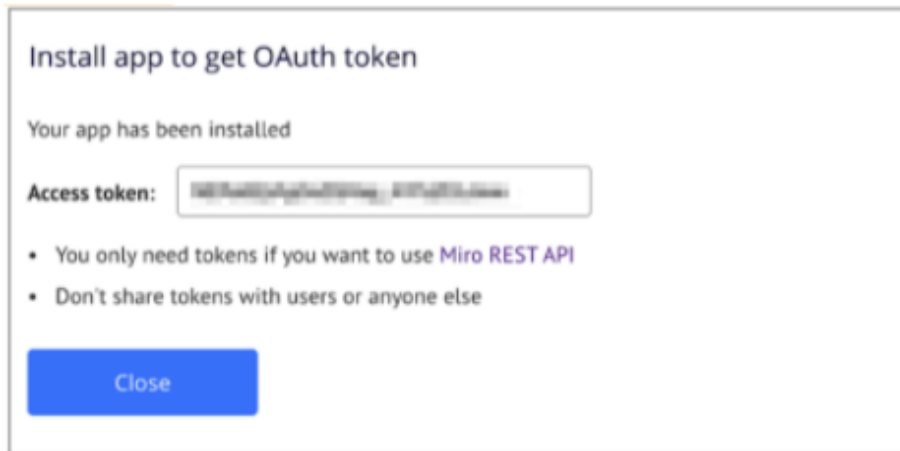 Install app to get OAuth token
Your app has been installed
Access token:
• You only need tokens if you want to use Miro REST API
• Don't share tokens with users or anyone else
Close